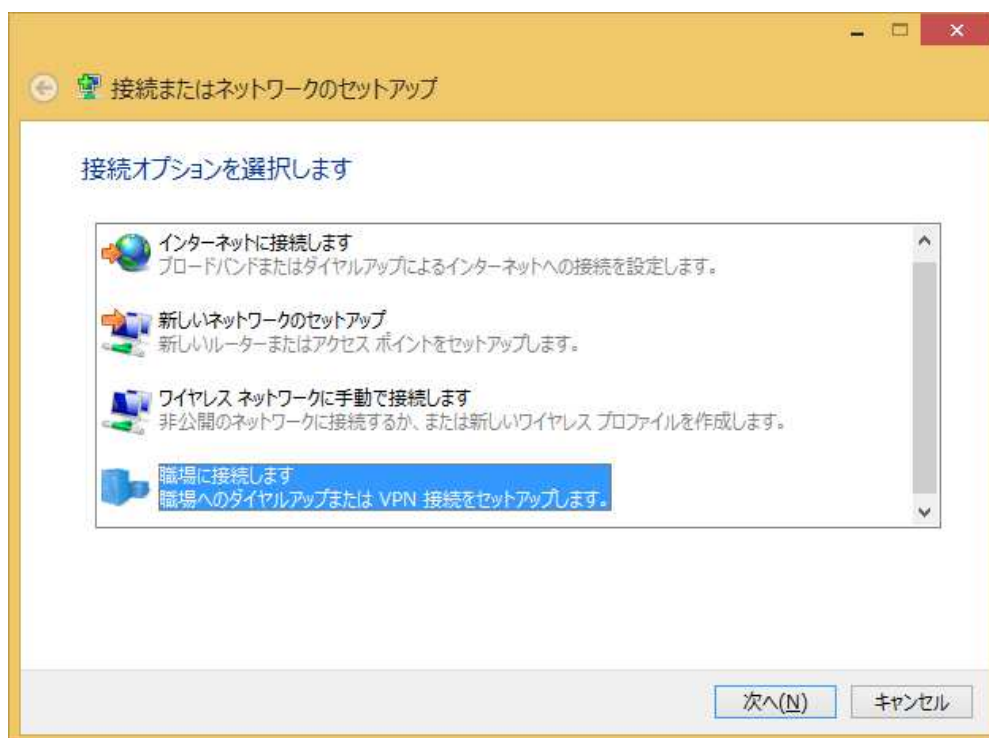 接続またはネットワークのセットアップ
接続オプションを選択します
インターネットに接続します
ブロードバンドまたはダイヤルアップによるインターネットへの接続を設定します。
新しいネットワークのセットアップ
新しいルーターまたはアクセス ポイントをセットアップします。
ワイヤレス ネットワークに手動で接続します
非公開のネットワークに接続するか、または新しいワイヤレス プロファイルを作成します。
職場に接続します
職場へのダイヤルアップまたは VPN 接続をセットアップします。
次へ(N) キャンセル